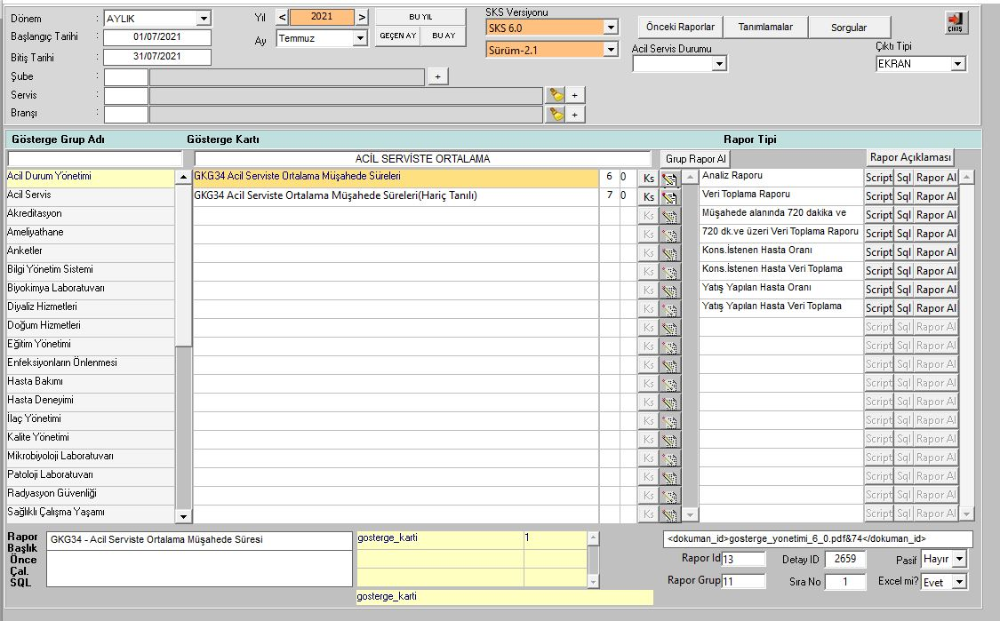 Dönem : AYLIK Yıl < 2021 > BU YIL SKS Versiyonu
Başlangıç Tarihi : 01/07/2021 Ay Temmuz GEÇEN AY BU AY SKS 6.0 Önceki Raporlar Tanımlamalar Sorgular ÇIKIŞ
Bitiş Tarihi : 31/07/2021 Sürüm-2.1 Acil Servis Durumu Çıktı Tipi
EKRAN
Şube : +
Servis : +
Branşı : +
Gösterge Grup Adı Gösterge Kartı Rapor Tipi
ACİL SERVİSTE ORTALAMA Grup Rapor Al Rapor Açıklaması
Acil Durum Yönetimi GKG34 Acil Serviste Ortalama Müşahede Süreleri 6 0 Ks Analiz Raporu Script Sql Rapor Al
Acil Servis GKG34 Acil Serviste Ortalama Müşahede Süreleri(Hariç Tanılı) 7 0 Ks Veri Toplama Raporu Script Sql Rapor Al
Akreditasyon Ks Müşahede alanında 720 dakika ve Script Sql Rapor Al
Ameliyathane Ks 720 dk.ve üzeri Veri Toplama Raporu Script Sql Rapor Al
Anketler Ks Kons.İstenen Hasta Oranı Script Sql Rapor Al
Bilgi Yönetim Sistemi Ks Kons.İstenen Hasta Veri Toplama Script Sql Rapor Al
Biyokimya Laboratuvarı Ks Yatış Yapılan Hasta Oranı Script Sql Rapor Al
Diyaliz Hizmetleri Ks Yatış Yapılan Hasta Veri Toplama Script Sql Rapor Al
Doğum Hizmetleri Ks Script Sql Rapor Al
Eğitim Yönetimi Ks Script Sql Rapor Al
Enfeksiyonların Önlenmesi Ks Script Sql Rapor Al
Hasta Bakımı Ks Script Sql Rapor Al
Hasta Deneyimi Ks Script Sql Rapor Al
İlaç Yönetimi Ks Script Sql Rapor Al
Kalite Yönetimi Ks Script Sql Rapor Al
Mikrobiyoloji Laboratuvarı Ks Script Sql Rapor Al
Patoloji Laboratuvarı Ks Script Sql Rapor Al
Radyasyon Güvenliği Ks Script Sql Rapor Al
Sağlıklı Çalışma Yaşamı Ks Script Sql Rapor Al
Rapor Başlık GKG34 - Acil Serviste Ortalama Müşahede Süresi gosterge_karti 1 <dokuman_id>gosterge_yonetimi_6_0.pdf&74</dokuman_id>
Önce Çal. SQL Rapor Id 13 Detay ID 2659 Pasif Hayır
Rapor Grup 11 Sıra No 1 Excel mi? Evet
gosterge_karti